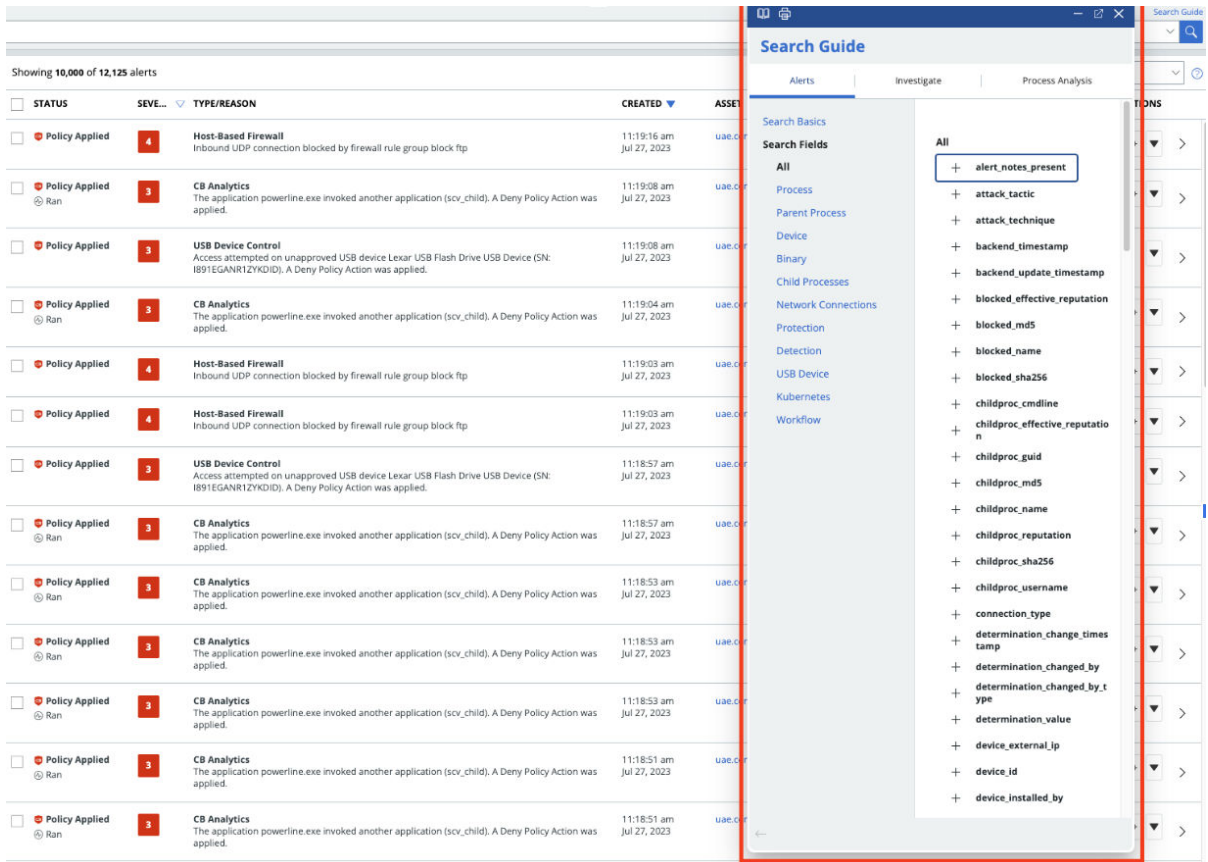 Search Guide
Showing 10,000 of 12,125 alerts
STATUS SEVE... TYPE/REASON CREATED ASSET
Policy Applied 4 Host-Based Firewall 11:19:16 am
Inbound UDP connection blocked by firewall rule group block ftp Jul 27, 2023
Policy Applied 3 CB Analytics 11:19:08 am
Ran The application powerline.exe invoked another application (scv_child). A Deny Policy Action was Jul 27, 2023
applied.
Policy Applied 3 USB Device Control 11:19:08 am
Access attempted on unapproved USB device Lexar USB Flash Drive USB Device (SN: Jul 27, 2023
I891EGANR1ZYKDID). A Deny Policy Action was applied.
Policy Applied 3 CB Analytics 11:19:04 am
Ran The application powerline.exe invoked another application (scv_child). A Deny Policy Action was Jul 27, 2023
applied.
Policy Applied 4 Host-Based Firewall 11:19:03 am
Inbound UDP connection blocked by firewall rule group block ftp Jul 27, 2023
Policy Applied 4 Host-Based Firewall 11:19:03 am
Inbound UDP connection blocked by firewall rule group block ftp Jul 27, 2023
Policy Applied 3 USB Device Control 11:18:57 am
Access attempted on unapproved USB device Lexar USB Flash Drive USB Device (SN: Jul 27, 2023
I891EGANR1ZYKDID). A Deny Policy Action was applied.
Policy Applied 3 CB Analytics 11:18:57 am
Ran The application powerline.exe invoked another application (scv_child). A Deny Policy Action was Jul 27, 2023
applied.
Policy Applied 3 CB Analytics 11:18:53 am
Ran The application powerline.exe invoked another application (scv_child). A Deny Policy Action was Jul 27, 2023
applied.
Policy Applied 3 CB Analytics 11:18:53 am
Ran The application powerline.exe invoked another application (scv_child). A Deny Policy Action was Jul 27, 2023
applied.
Policy Applied 3 CB Analytics 11:18:53 am
Ran The application powerline.exe invoked another application (scv_child). A Deny Policy Action was Jul 27, 2023
applied.
Policy Applied 3 CB Analytics 11:18:51 am
Ran The application powerline.exe invoked another application (scv_child). A Deny Policy Action was Jul 27, 2023
applied.
Policy Applied 3 CB Analytics 11:18:51 am
Ran The application powerline.exe invoked another application (scv_child). A Deny Policy Action was Jul 27, 2023
applied.
Search Guide
Alerts Investigate Process Analysis
Search Basics
Search Fields
All
Process
Parent Process
Device
Binary
Child Processes
Network Connections
Protection
Detection
USB Device
Kubernetes
Workflow
All
+ alert_notes_present
+ attack_tactic
+ attack_technique
+ backend_timestamp
+ backend_update_timestamp
+ blocked_effective_reputation
+ blocked_md5
+ blocked_name
+ blocked_sha256
+ childproc_cmdline
+ childproc_effective_reputatio
n
+ childproc_guid
+ childproc_md5
+ childproc_name
+ childproc_reputation
+ childproc_sha256
+ childproc_username
+ connection_type
+ determination_change_times
tamp
+ determination_changed_by
+ determination_changed_by_t
ype
+ determination_value
+ device_external_ip
+ device_id
+ device_installed_by